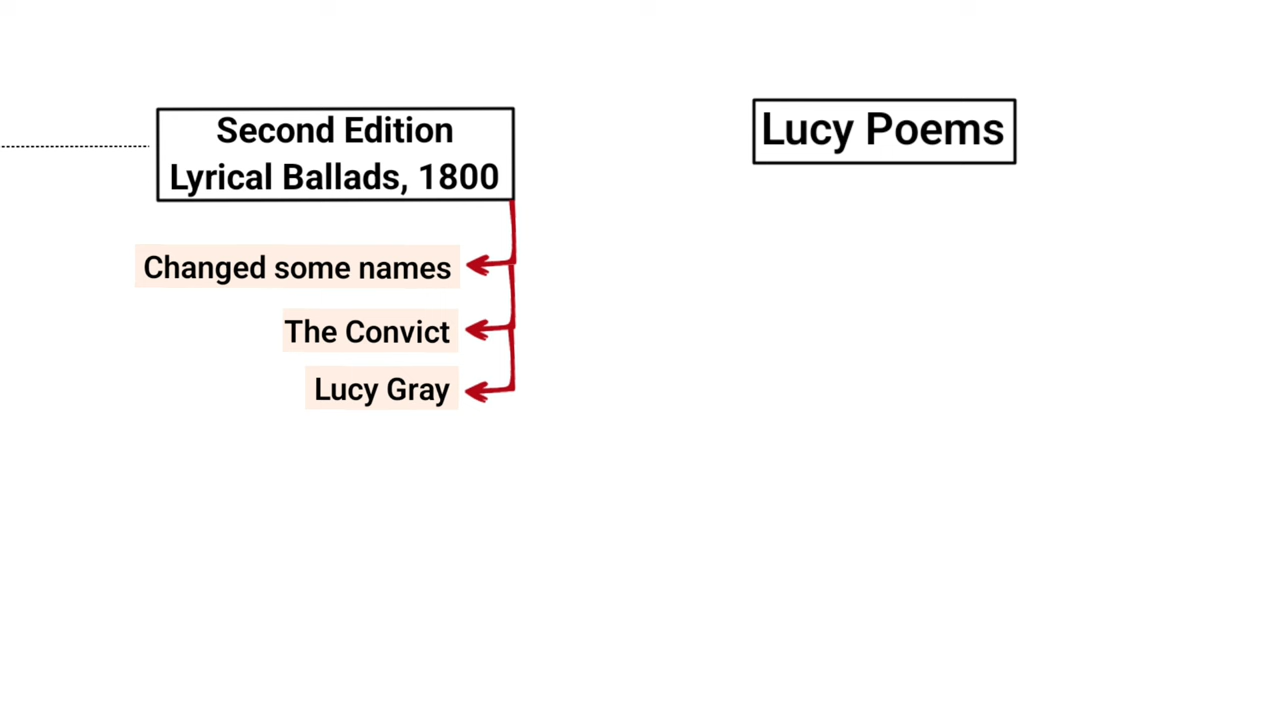 Second Edition
Lyrical Ballads, 1800
Changed some names
The Convict
Lucy Gray
Lucy Poems